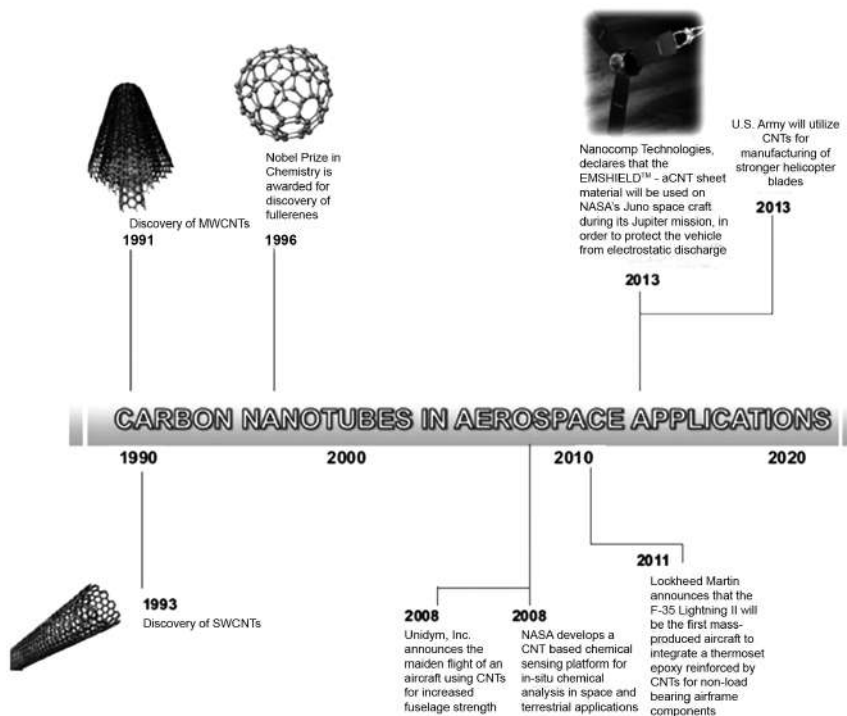 Discovery of MWCNTs
1991
Nobel Prize in
Chemistry is
awarded for
discovery of
fullerenes
1996
Nanocomp Technologies,
declares that the
EMSHIELD™ - aCNT sheet
material will be used on
NASA's Juno space craft
during its Jupiter mission, in
order to protect the vehicle
from electrostatic discharge
2013
U.S. Army will utilize
CNTs for
manufacturing of
stronger helicopter
blades
2013
CARBON NANOTUBES IN AEROSPACE APPLICATIONS
1990 2000 2010 2020
1993
Discovery of SWCNTs
2008
Unidym, Inc.
announces the
maiden flight of an
aircraft using CNTs
for increased
fuselage strength
2008
NASA develops a
CNT based chemical
sensing platform for
in-situ chemical
analysis in space and
terrestrial applications
2011
Lockheed Martin
announces that the
F-35 Lightning II will
be the first mass-
produced aircraft to
integrate a thermoset
epoxy reinforced by
CNTs for non-load
bearing airframe
components